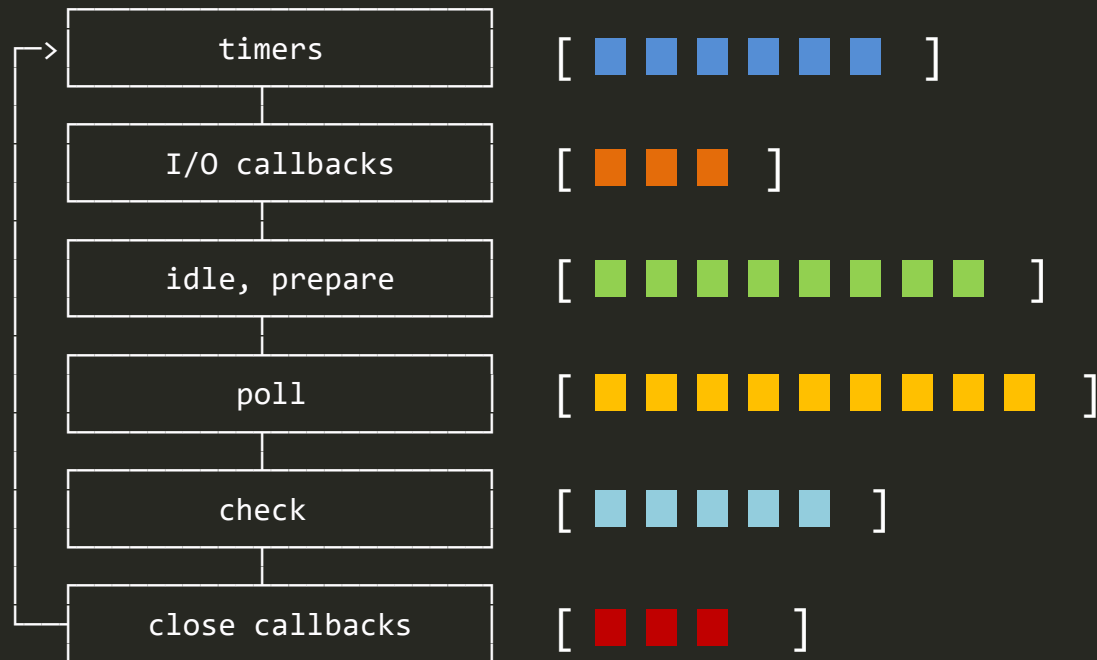 timers [ ]
I/O callbacks [ ]
idle, prepare [ ]
poll [ ]
check [ ]
close callbacks [ ]